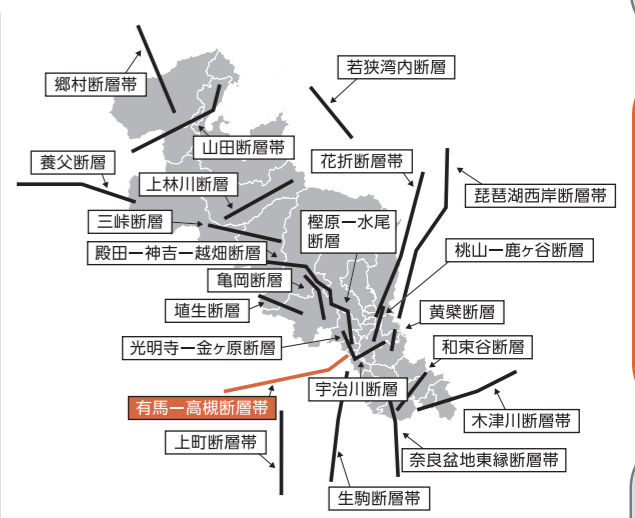 郷村断層帯
若狭湾内断層
山田断層帯
花折断層帯
養父断層
上林川断層
琵琶湖西岸断層帯
三峠断層
樫原ー水尾
断層
殿田ー神吉ー越畑断層
桃山ー鹿ヶ谷断層
亀岡断層
埴生断層
黄檗断層
光明寺ー金ヶ原断層
和束谷断層
宇治川断層
有馬ー高槻断層帯
木津川断層帯
上町断層帯
奈良盆地東縁断層帯
生駒断層帯